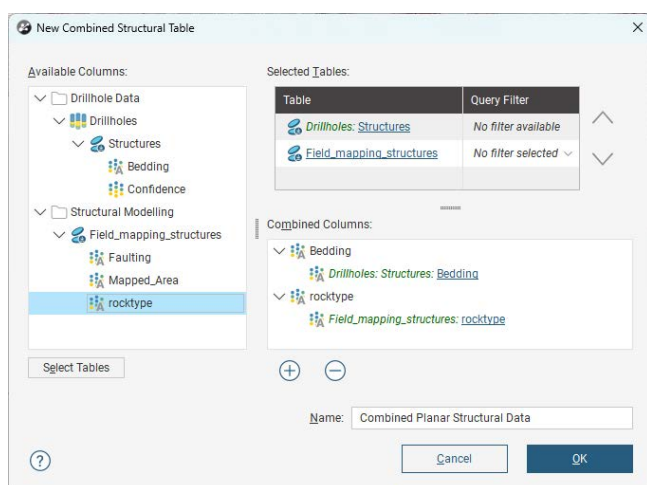 New Combined Structural Table
Available Columns:
Drillhole Data
Drillholes
Structures
Bedding
Confidence
Structural Modelling
Field_mapping_structures
Faulting
Mapped_Area
rocktype
Select Tables
Selected Tables:
Table Query Filter
Drillholes: Structures No filter available
Field_mapping_structures No filter selected
Combined Columns:
Bedding
Drillholes: Structures: Bedding
rocktype
Field_mapping_structures: rocktype
Name: Combined Planar Structural Data
Cancel OK